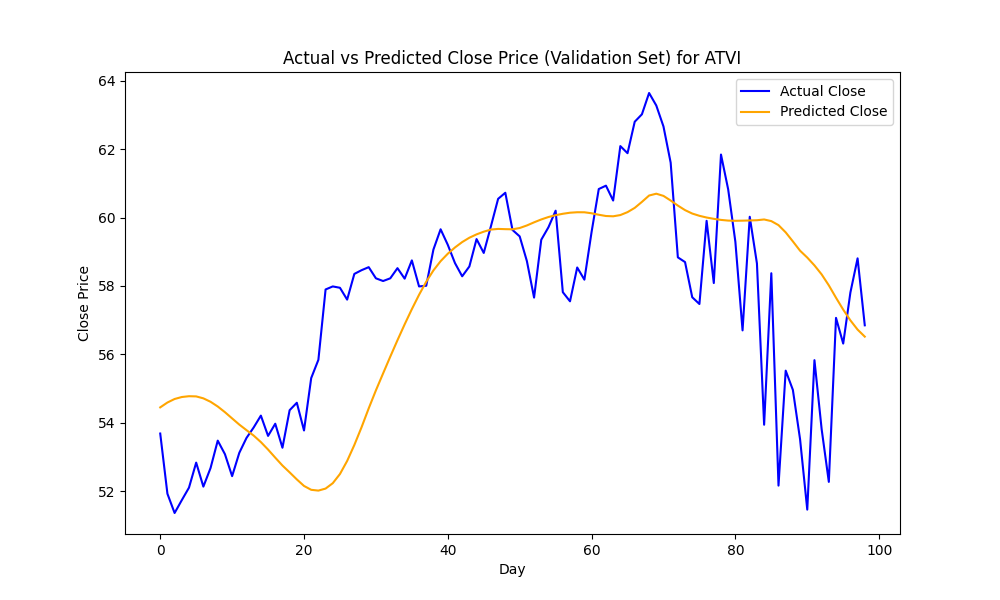 Actual vs Predicted Close Price (Validation Set) for ATVI
Actual Close
Predicted Close
Close Price
64
62
60
58
56
54
52
0 20 40 60 80 100
Day